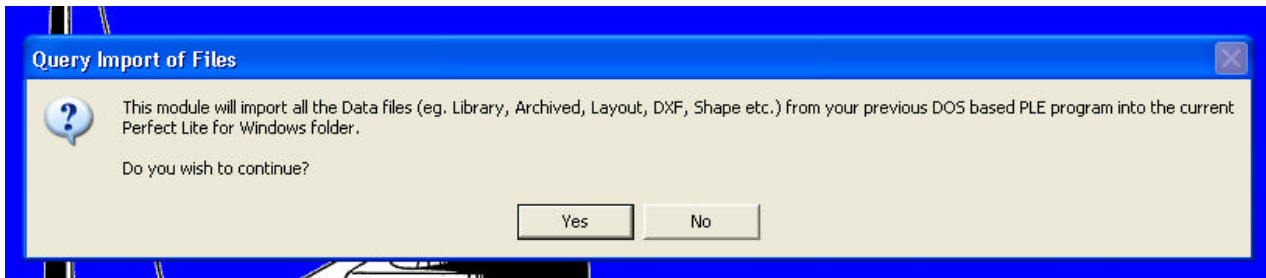 Query Import of Files
This module will import all the Data files (eg. Library, Archived, Layout, DXF, Shape etc.) from your previous DOS based PLE program into the current
Perfect Lite for Windows folder.
Do you wish to continue?
Yes No